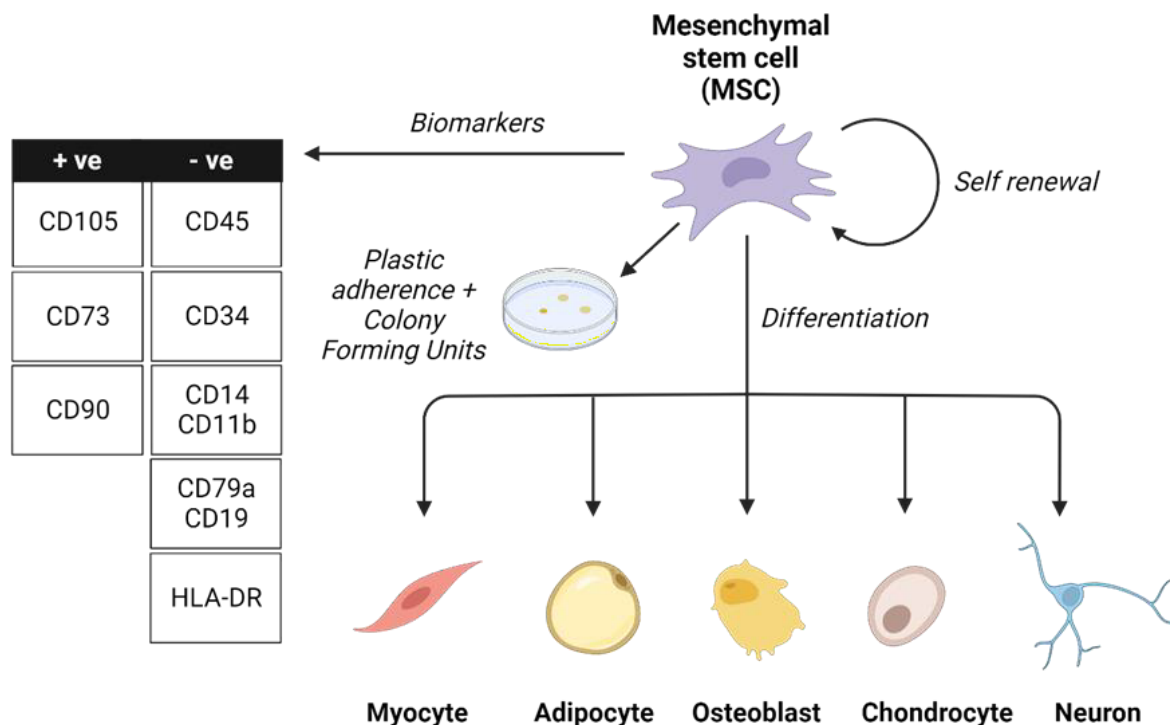 Mesenchymal
stem cell
(MSC)
Biomarkers
Self renewal
+ ve - ve
CD105 CD45
CD73 CD34
CD90 CD14
CD11b
CD79a
CD19
HLA-DR
Plastic
adherence +
Colony
Forming Units
Differentiation
Myocyte Adipocyte Osteoblast Chondrocyte Neuron